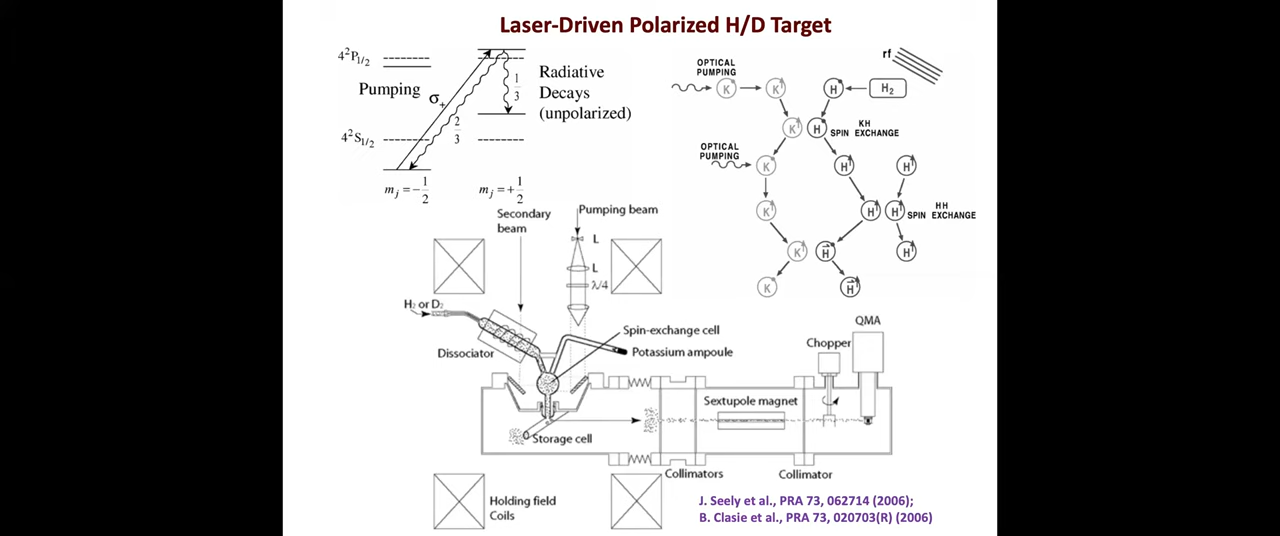 Laser-Driven Polarized H/D Target
4²P1/2
Pumping
σ+
2/3
1/3
Radiative
Decays
(unpolarized)
4²S1/2
mj = -1/2
mj = +1/2
OPTICAL
PUMPING
K
K
H
H2
rf
K
H
KH
SPIN EXCHANGE
OPTICAL
PUMPING
K
H
H
K
H
H
HH
SPIN EXCHANGE
K
H
H
K
H
Secondary
beam
Pumping beam
L
L
λ/4
H2 or D2
Dissociator
Spin-exchange cell
Potassium ampoule
Storage cell
QMA
Chopper
Sextupole magnet
Collimators
Collimator
Holding field
Coils
J. Seely et al., PRA 73, 062714 (2006);
B. Clasie et al., PRA 73, 020703(R) (2006)